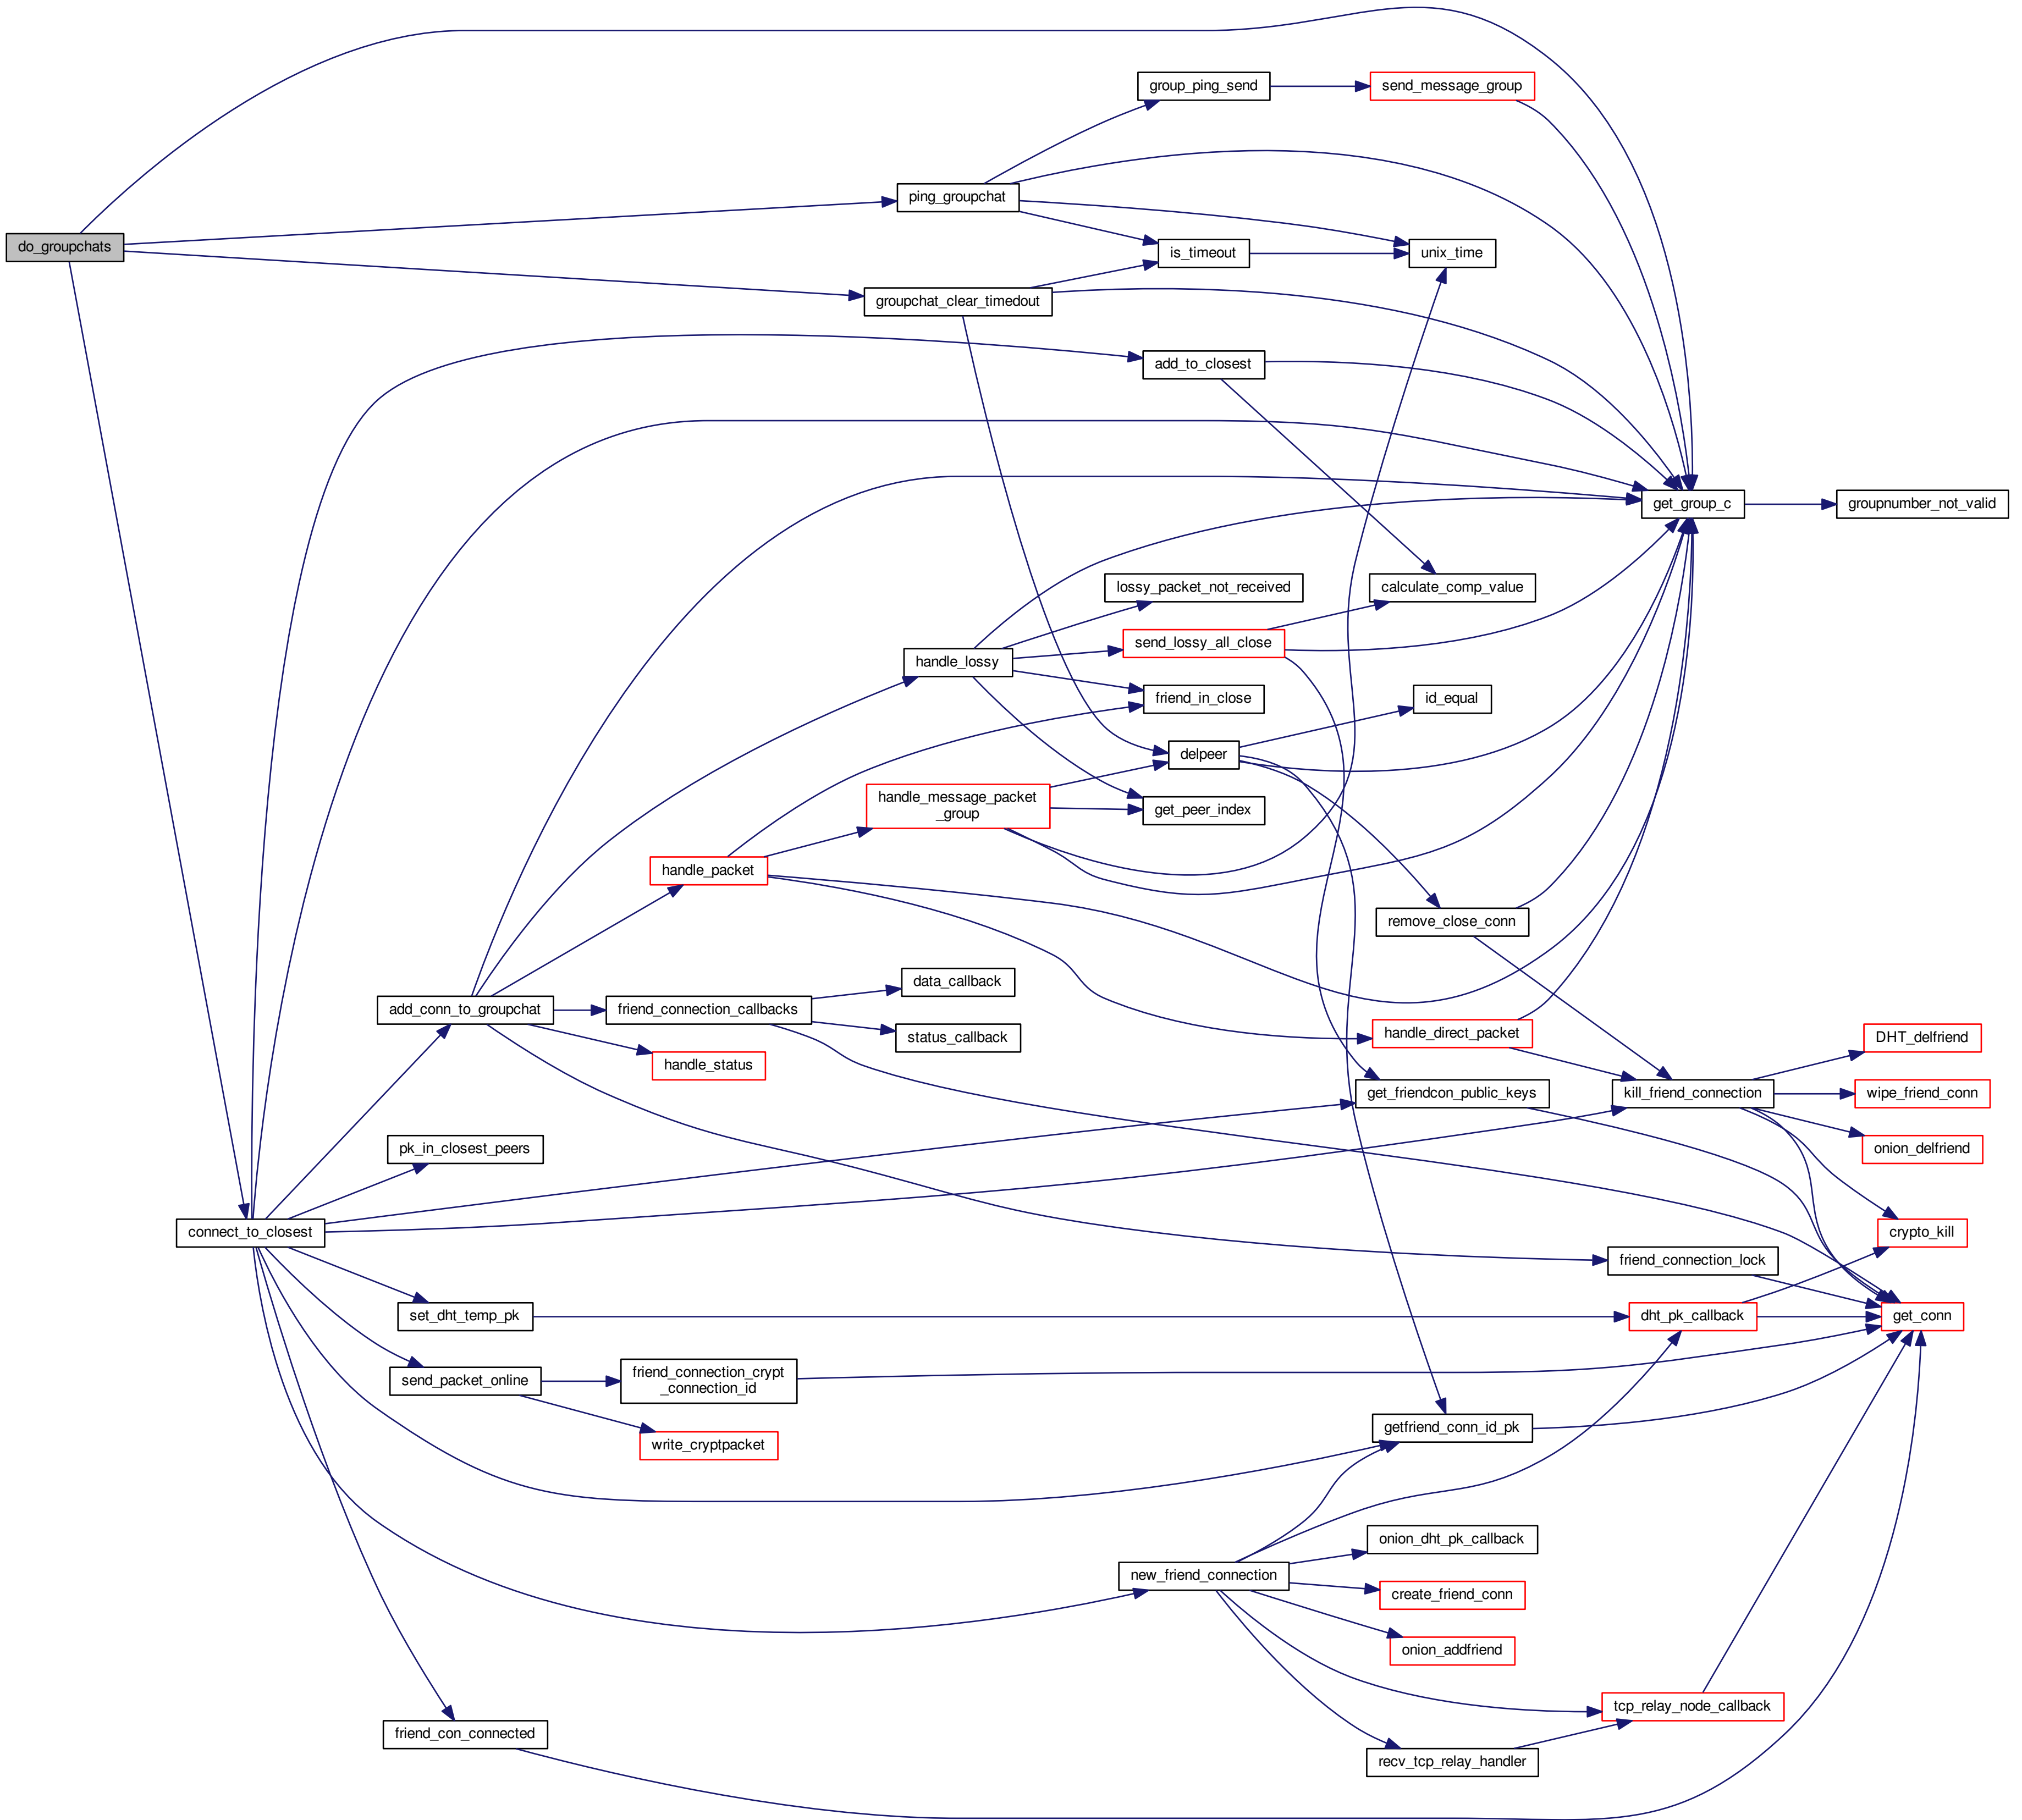 group_ping_send
send_message_group
ping_groupchat
do_groupchats
is_timeout
unix_time
groupchat_clear_timedout
add_to_closest
get_group_c
groupnumber_not_valid
lossy_packet_not_received
calculate_comp_value
send_lossy_all_close
handle_lossy
friend_in_close
id_equal
delpeer
handle_message_packet
_group
get_peer_index
handle_packet
remove_close_conn
data_callback
add_conn_to_groupchat
friend_connection_callbacks
status_callback
handle_direct_packet
DHT_delfriend
handle_status
get_friendcon_public_keys
kill_friend_connection
wipe_friend_conn
pk_in_closest_peers
onion_delfriend
connect_to_closest
crypto_kill
friend_connection_lock
set_dht_temp_pk
dht_pk_callback
get_conn
send_packet_online
friend_connection_crypt
_connection_id
getfriend_conn_id_pk
write_cryptpacket
onion_dht_pk_callback
new_friend_connection
create_friend_conn
onion_addfriend
tcp_relay_node_callback
friend_con_connected
recv_tcp_relay_handler